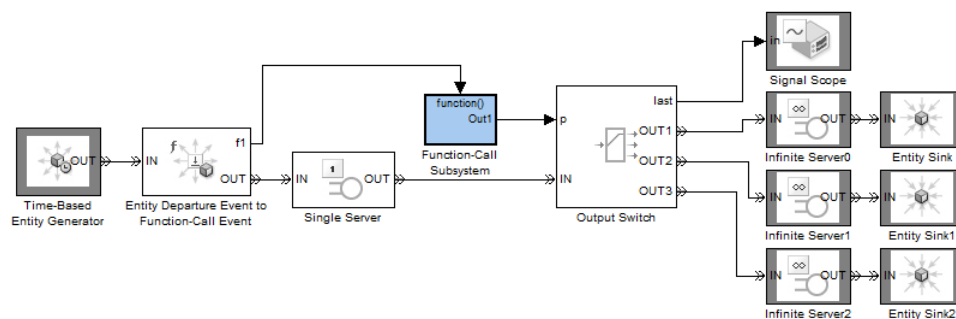 in
Signal Scope
function()
Out1
Function-Call
Subsystem
last
p
OUT1
OUT2
OUT3
IN
Output Switch
IN OUT
Infinite Server0
IN
Entity Sink
f1
OUT
Time-Based
Entity Generator
IN
OUT
Entity Departure Event to
Function-Call Event
1
IN OUT
Single Server
IN OUT
Infinite Server1
IN
Entity Sink1
IN OUT
Infinite Server2
IN
Entity Sink2